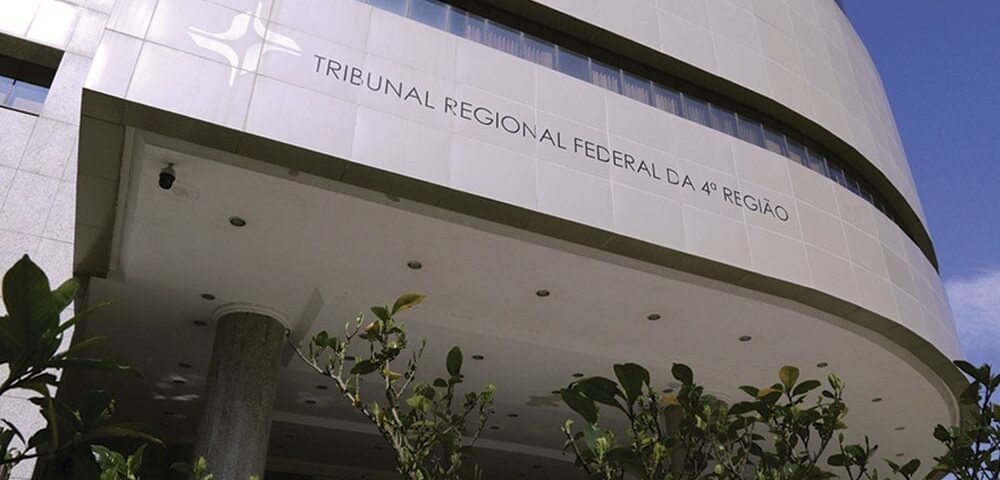 TRIBUNAL REGIONAL FEDERAL DA 4ª REGIÃO